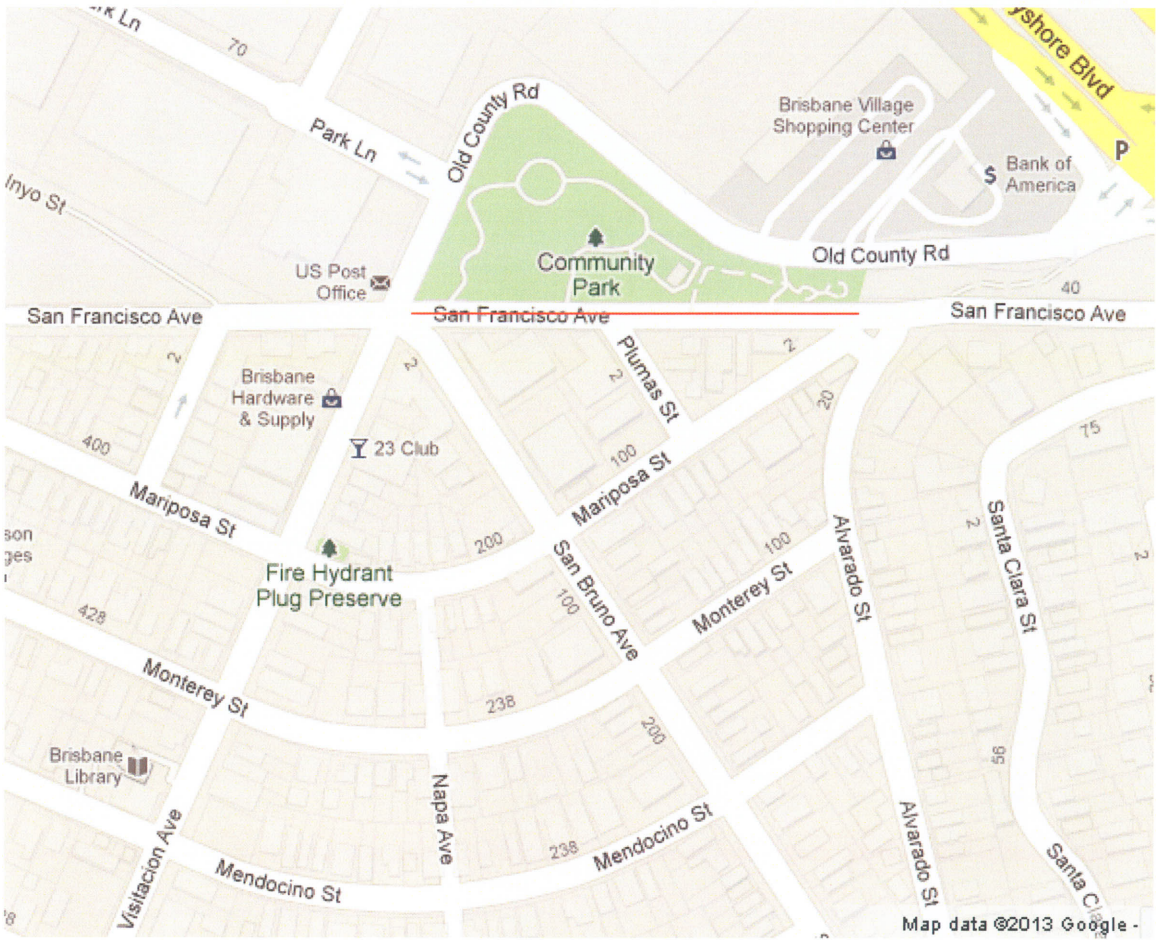 rk Ln
70
yshore Blvd
Old County Rd
Brisbane Village
Shopping Center
Park Ln
P
$
Bank of
America
Inyo St
Community
Park
Old County Rd
US Post
Office
40
San Francisco Ave
San Francisco Ave
San Francisco Ave
2
2
2
Plumas St
2
Brisbane
Hardware
& Supply
20
75
400
23 Club
100
Mariposa St
Mariposa St
Santa Clara St
2
2
son
ges
200
100
Alvarado St
Fire Hydrant
Plug Preserve
San Bruno Ave
100
Monterey St
428
Monterey St
238
200
56
Brisbane
Library
Napa Ave
Visitacion Ave
Mendocino St
238
Mendocino St
Alvarado St
Santa Cla
Map data ©2013 Google -